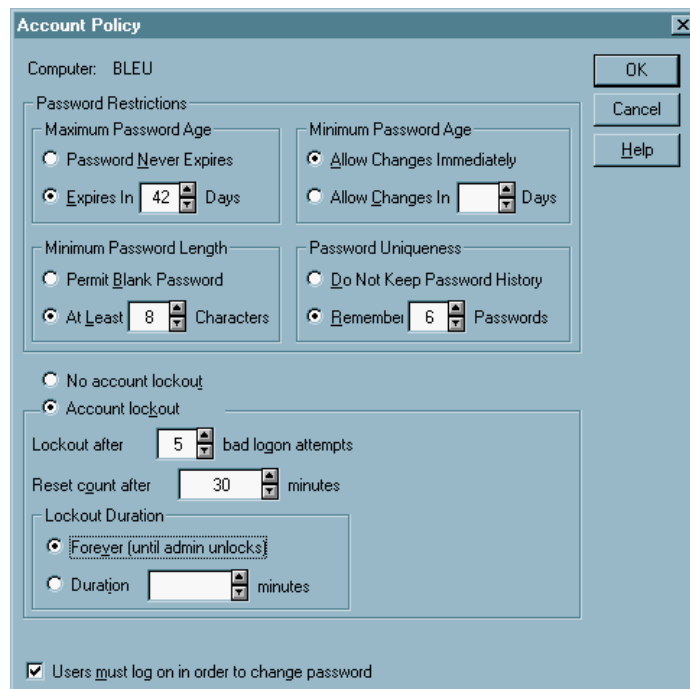 Account Policy
Computer: BLEU
OK
Cancel
Help
Password Restrictions
Maximum Password Age
Password Never Expires
Expires In 42 Days
Minimum Password Age
Allow Changes Immediately
Allow Changes In Days
Minimum Password Length
Permit Blank Password
At Least 8 Characters
Password Uniqueness
Do Not Keep Password History
Remember 6 Passwords
No account lockout
Account lockout
Lockout after 5 bad logon attempts
Reset count after 30 minutes
Lockout Duration
Forever (until admin unlocks)
Duration minutes
Users must log on in order to change password